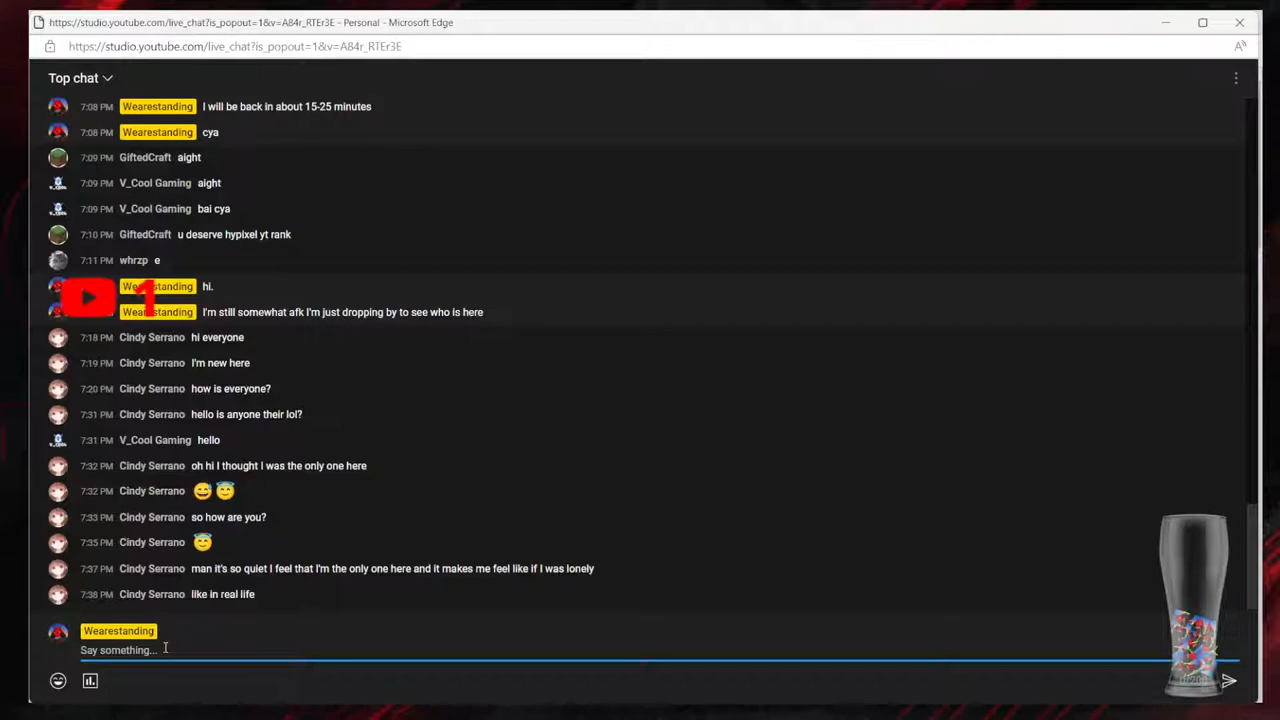 https://studio.youtube.com/live_chat?is_popout=1&v=A84r_RTEr3E - Personal - Microsoft Edge
https://studio.youtube.com/live_chat?is_popout=1&v=A84r_RTEr3E
Top chat
7:08 PM Wearestanding I will be back in about 15-25 minutes
7:08 PM Wearestanding cya
7:09 PM GiftedCraft aight
7:09 PM V_Cool Gaming aight
7:09 PM V_Cool Gaming bai cya
7:10 PM GiftedCraft u deserve hypixel yt rank
7:11 PM whrzp e
Wearestanding hi.
1
Wearestanding I'm still somewhat afk I'm just dropping by to see who is here
7:18 PM Cindy Serrano hi everyone
7:19 PM Cindy Serrano I'm new here
7:20 PM Cindy Serrano how is everyone?
7:31 PM Cindy Serrano hello is anyone their lol?
7:31 PM V_Cool Gaming hello
7:32 PM Cindy Serrano oh hi I thought I was the only one here
7:32 PM Cindy Serrano 😅 😇
7:33 PM Cindy Serrano so how are you?
7:35 PM Cindy Serrano 😇
7:37 PM Cindy Serrano man it's so quiet I feel that I'm the only one here and it makes me feel like if I was lonely
7:38 PM Cindy Serrano like in real life
Wearestanding
Say something...